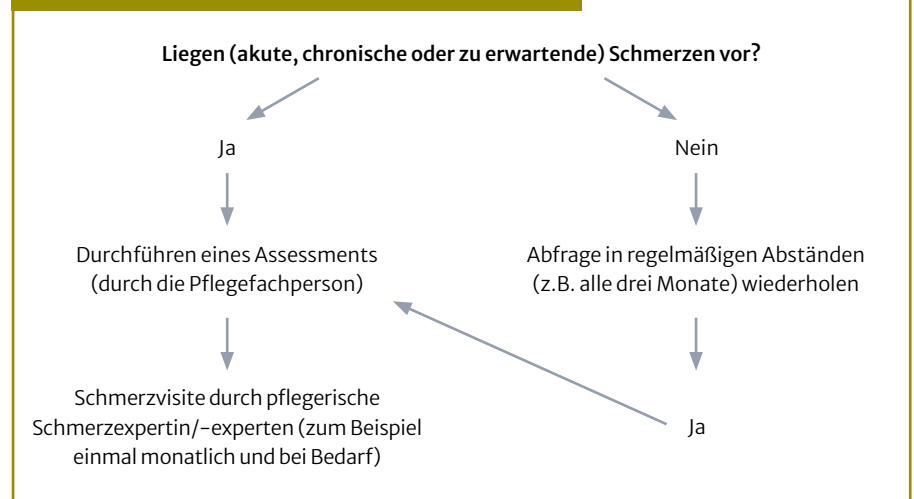 Liegen (akute, chronische oder zu erwartende) Schmerzen vor?
Ja
Nein
Durchführen eines Assessments
(durch die Pflegefachperson)
Abfrage in regelmäßigen Abständen
(z.B. alle drei Monate) wiederholen
Schmerzvisite durch pflegerische
Schmerzexpertin/-experten (zum Beispiel
einmal monatlich und bei Bedarf)
Ja